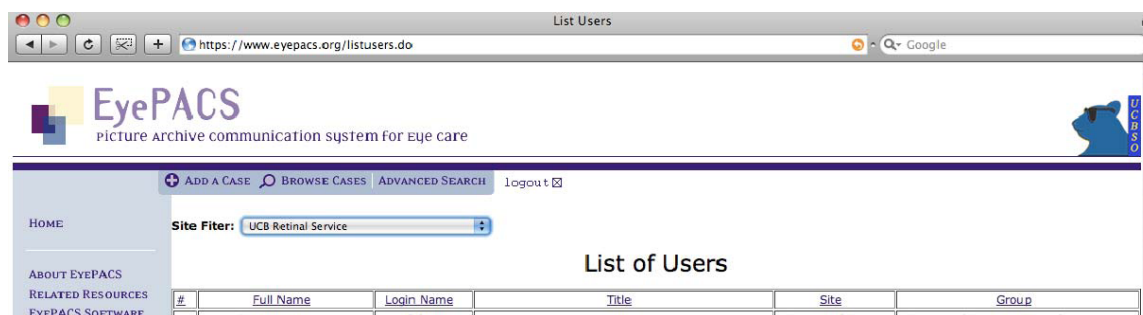 List Users
https://www.eyepacs.org/listusers.do
Google
EyePACS
Picture Archive communication system for Eye care
UCBSO
ADD A CASE BROWSE CASES ADVANCED SEARCH logout
HOME
Site Fiter: UCB Retinal Service
List of Users
ABOUT EYEPACS
RELATED RESOURCES
# Full Name Login Name Title Site Group
EYEPACS SOFTWARE